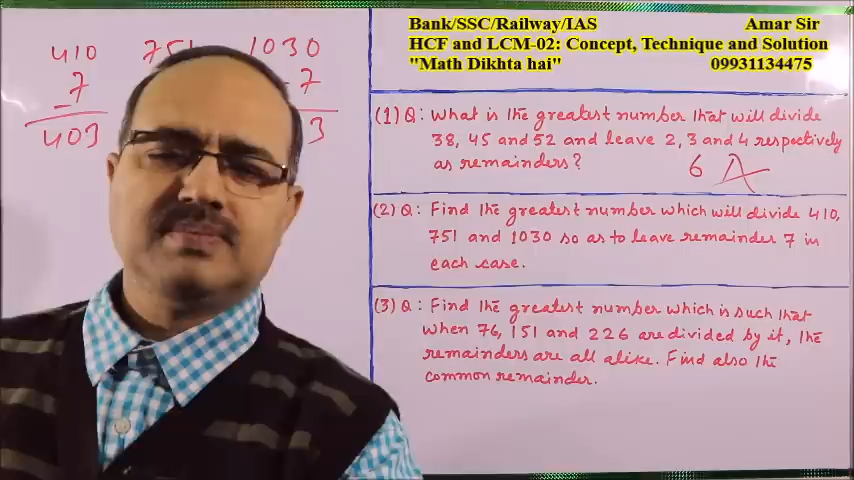 Bank/SSC/Railway/IAS Amar Sir
HCF and LCM-02: Concept, Technique and Solution
"Math Dikhta hai" 09931134475
410 751 1030
7 - 7
- 403 3
(1) Q: What is the greatest number that will divide
38, 45 and 52 and leave 2, 3 and 4 respectively
as remainders? 6 A
(2) Q: Find the greatest number which will divide 410,
751 and 1030 so as to leave remainder 7 in
each case.
(3) Q: Find the greatest number which is such that
when 76, 151 and 226 are divided by it, the
remainders are all alike. Find also the
common remainder.